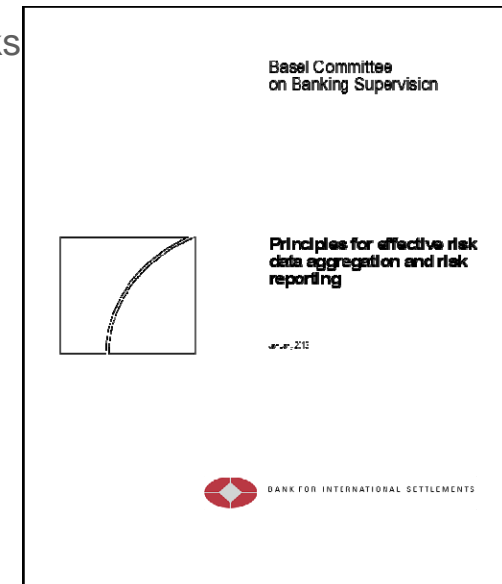 Basel Committee
on Banking Supervision
Principles for effective risk
data aggregation and risk
reporting
BANK FOR INTERNATIONAL SETTLEMENTS